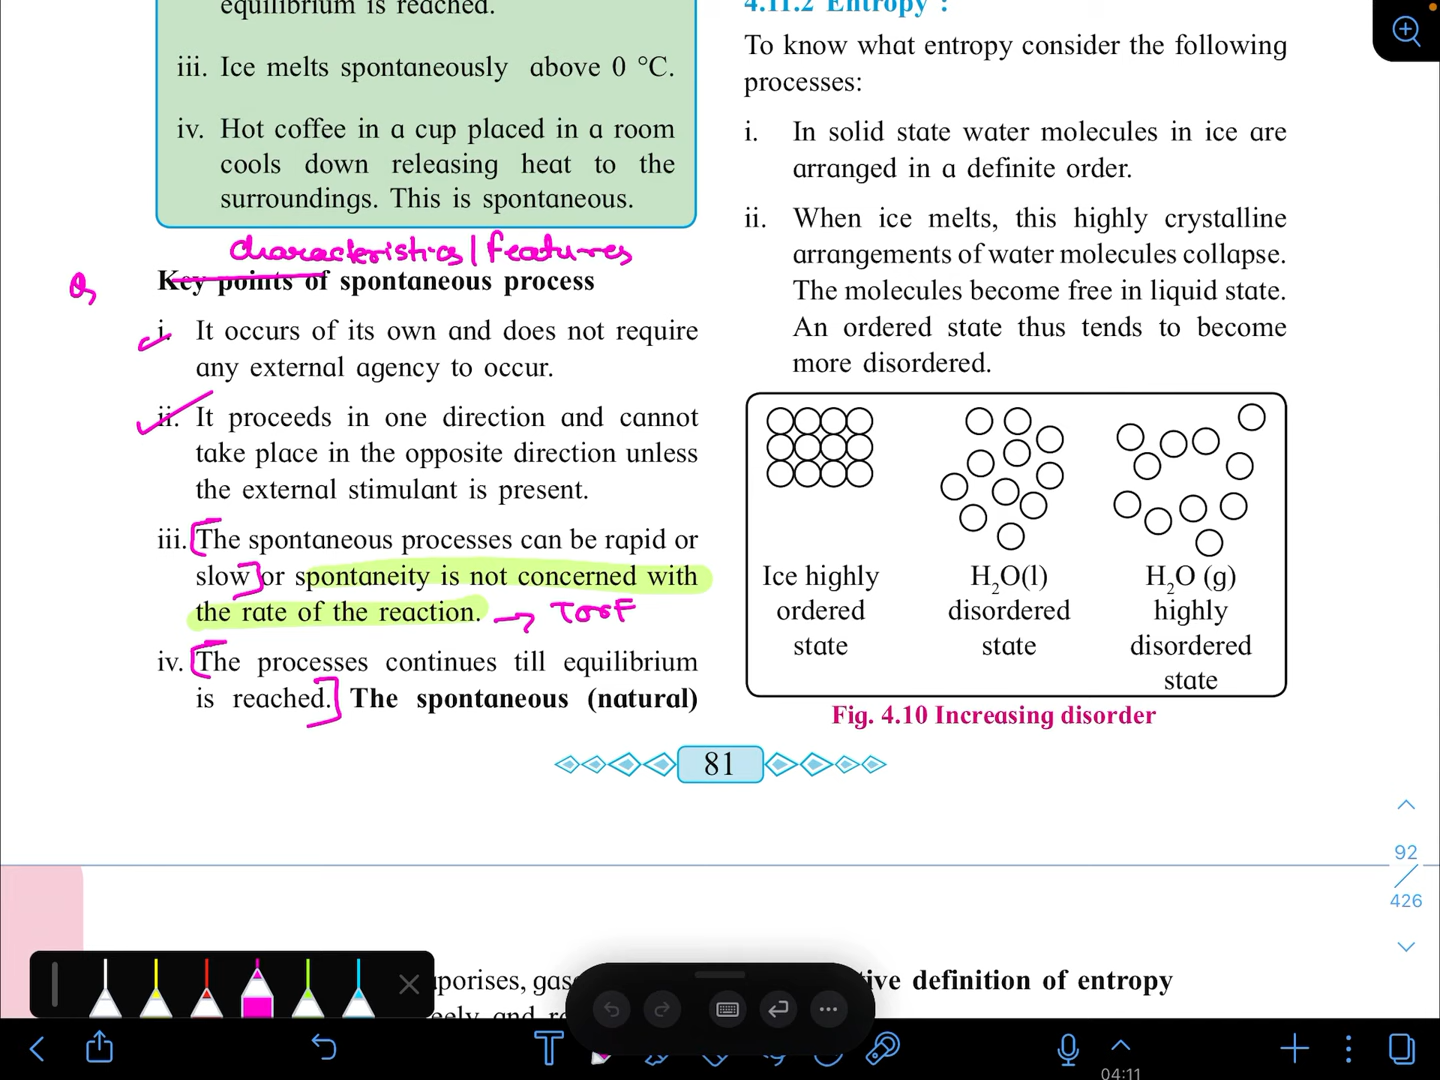 equilibrium is reached.
iii. Ice melts spontaneously above 0 °C.
iv. Hot coffee in a cup placed in a room
cools down releasing heat to the
surroundings. This is spontaneous.
characteristics/features
Q
Key points of spontaneous process
i. It occurs of its own and does not require
any external agency to occur.
ii. It proceeds in one direction and cannot
take place in the opposite direction unless
the external stimulant is present.
iii. The spontaneous processes can be rapid or
slow or spontaneity is not concerned with
the rate of the reaction. → T or F
iv. The processes continues till equilibrium
is reached. The spontaneous (natural)
4.11.2 Entropy :
To know what entropy consider the following
processes:
i. In solid state water molecules in ice are
arranged in a definite order.
ii. When ice melts, this highly crystalline
arrangements of water molecules collapse.
The molecules become free in liquid state.
An ordered state thus tends to become
more disordered.
Ice highly
ordered
state
H₂O(l)
disordered
state
H₂O (g)
highly
disordered
state
Fig. 4.10 Increasing disorder
81
92
426
definition of entropy
04:11